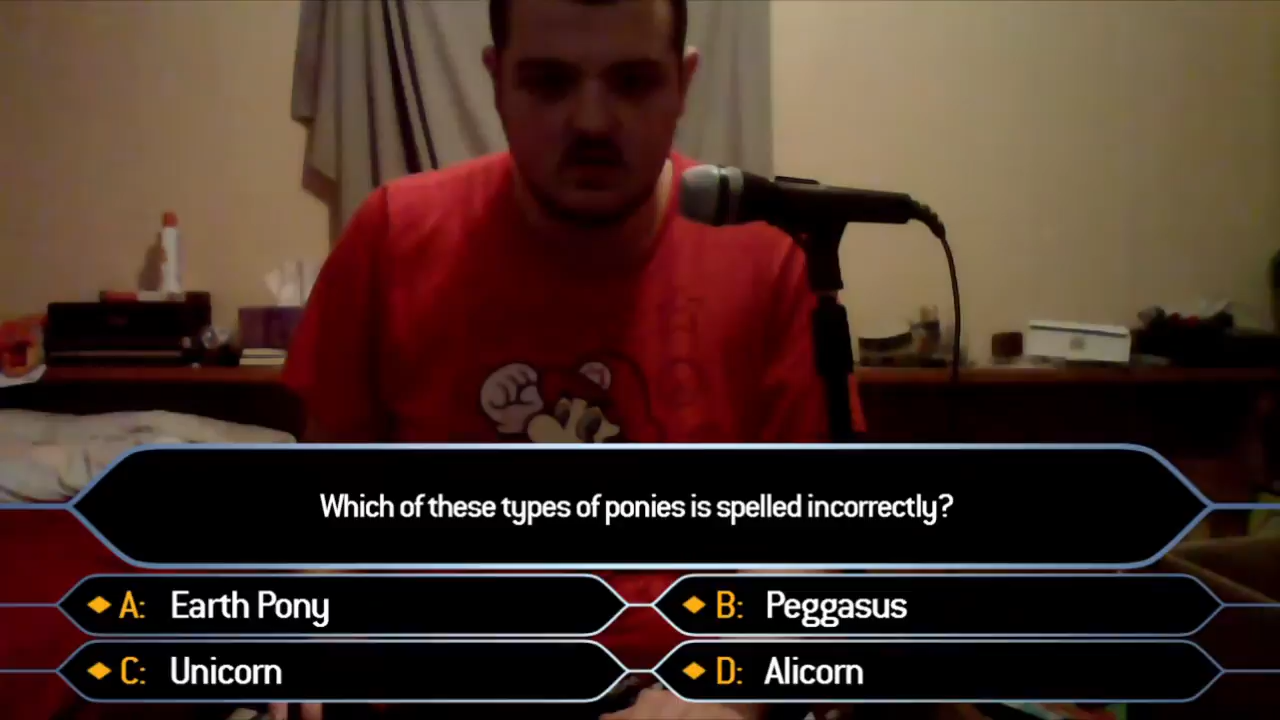 Which of these types of ponies is spelled incorrectly?
A: Earth Pony
B: Peggasus
C: Unicorn
D: Alicorn